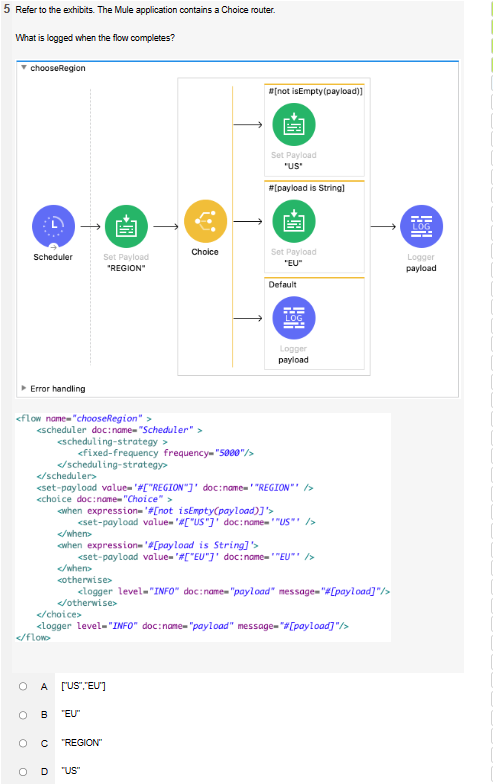 5 Refer to the exhibits. The Mule application contains a Choice router.
What is logged when the flow completes?
chooseRegion
#[not isEmpty(payload)]
Set Payload
"US"
#[payload is String]
Set Payload
"EU"
Default
LOG
Logger
payload
Scheduler
Set Payload
"REGION"
Choice
LOG
Logger
payload
Error handling
<flow name="chooseRegion" >
<scheduler doc:name="Scheduler" >
<scheduling-strategy >
<fixed-frequency frequency="5000"/>
</scheduling-strategy>
</scheduler>
<set-payload value='#["REGION"]' doc:name='"REGION"' />
<choice doc:name="Choice" >
<when expression='#[not isEmpty(payload)]'>
<set-payload value='#["US"]' doc:name='"US"' />
</when>
<when expression='#[payload is String]'>
<set-payload value='#["EU"]' doc:name='"EU"' />
</when>
<otherwise>
<logger level="INFO" doc:name="payload" message="#[payload]"/>
</otherwise>
</choice>
<logger level="INFO" doc:name="payload" message="#[payload]"/>
</flow>
A ["US","EU"]
B "EU"
C "REGION"
D "US"